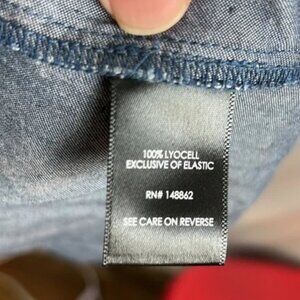 100% LYOCELL
EXCLUSIVE OF ELASTIC
RN# 148862
SEE CARE ON REVERSE